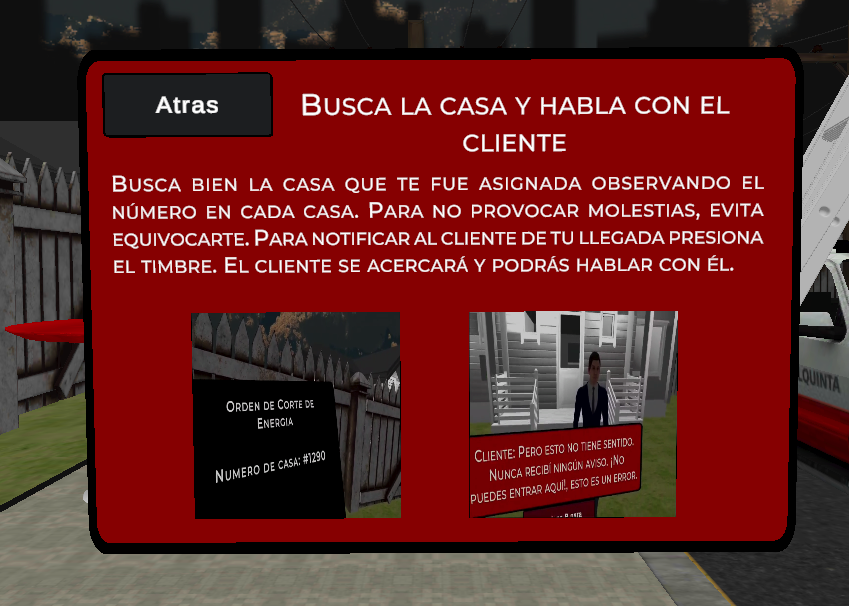 Atras
BUSCA LA CASA Y HABLA CON EL
CLIENTE
BUSCA BIEN LA CASA QUE TE FUE ASIGNADA OBSERVANDO EL
NÚMERO EN CADA CASA. PARA NO PROVOCAR MOLESTIAS, EVITA
EQUIVOCARTE. PARA NOTIFICAR AL CLIENTE DE TU LLEGADA PRESIONA
EL TIMBRE. EL CLIENTE SE ACERCARÁ Y PODRÁS HABLAR CON ÉL.
ORDEN DE CORTE DE
ENERGIA
NUMERO DE CASA: #1290
CLIENTE: PERO ESTO NO TIENE SENTIDO.
NUNCA RECIBÍ NINGÚN AVISO. ¡NO
PUEDES ENTRAR AQUÍ!, ESTO ES UN ERROR.
LQUINTA